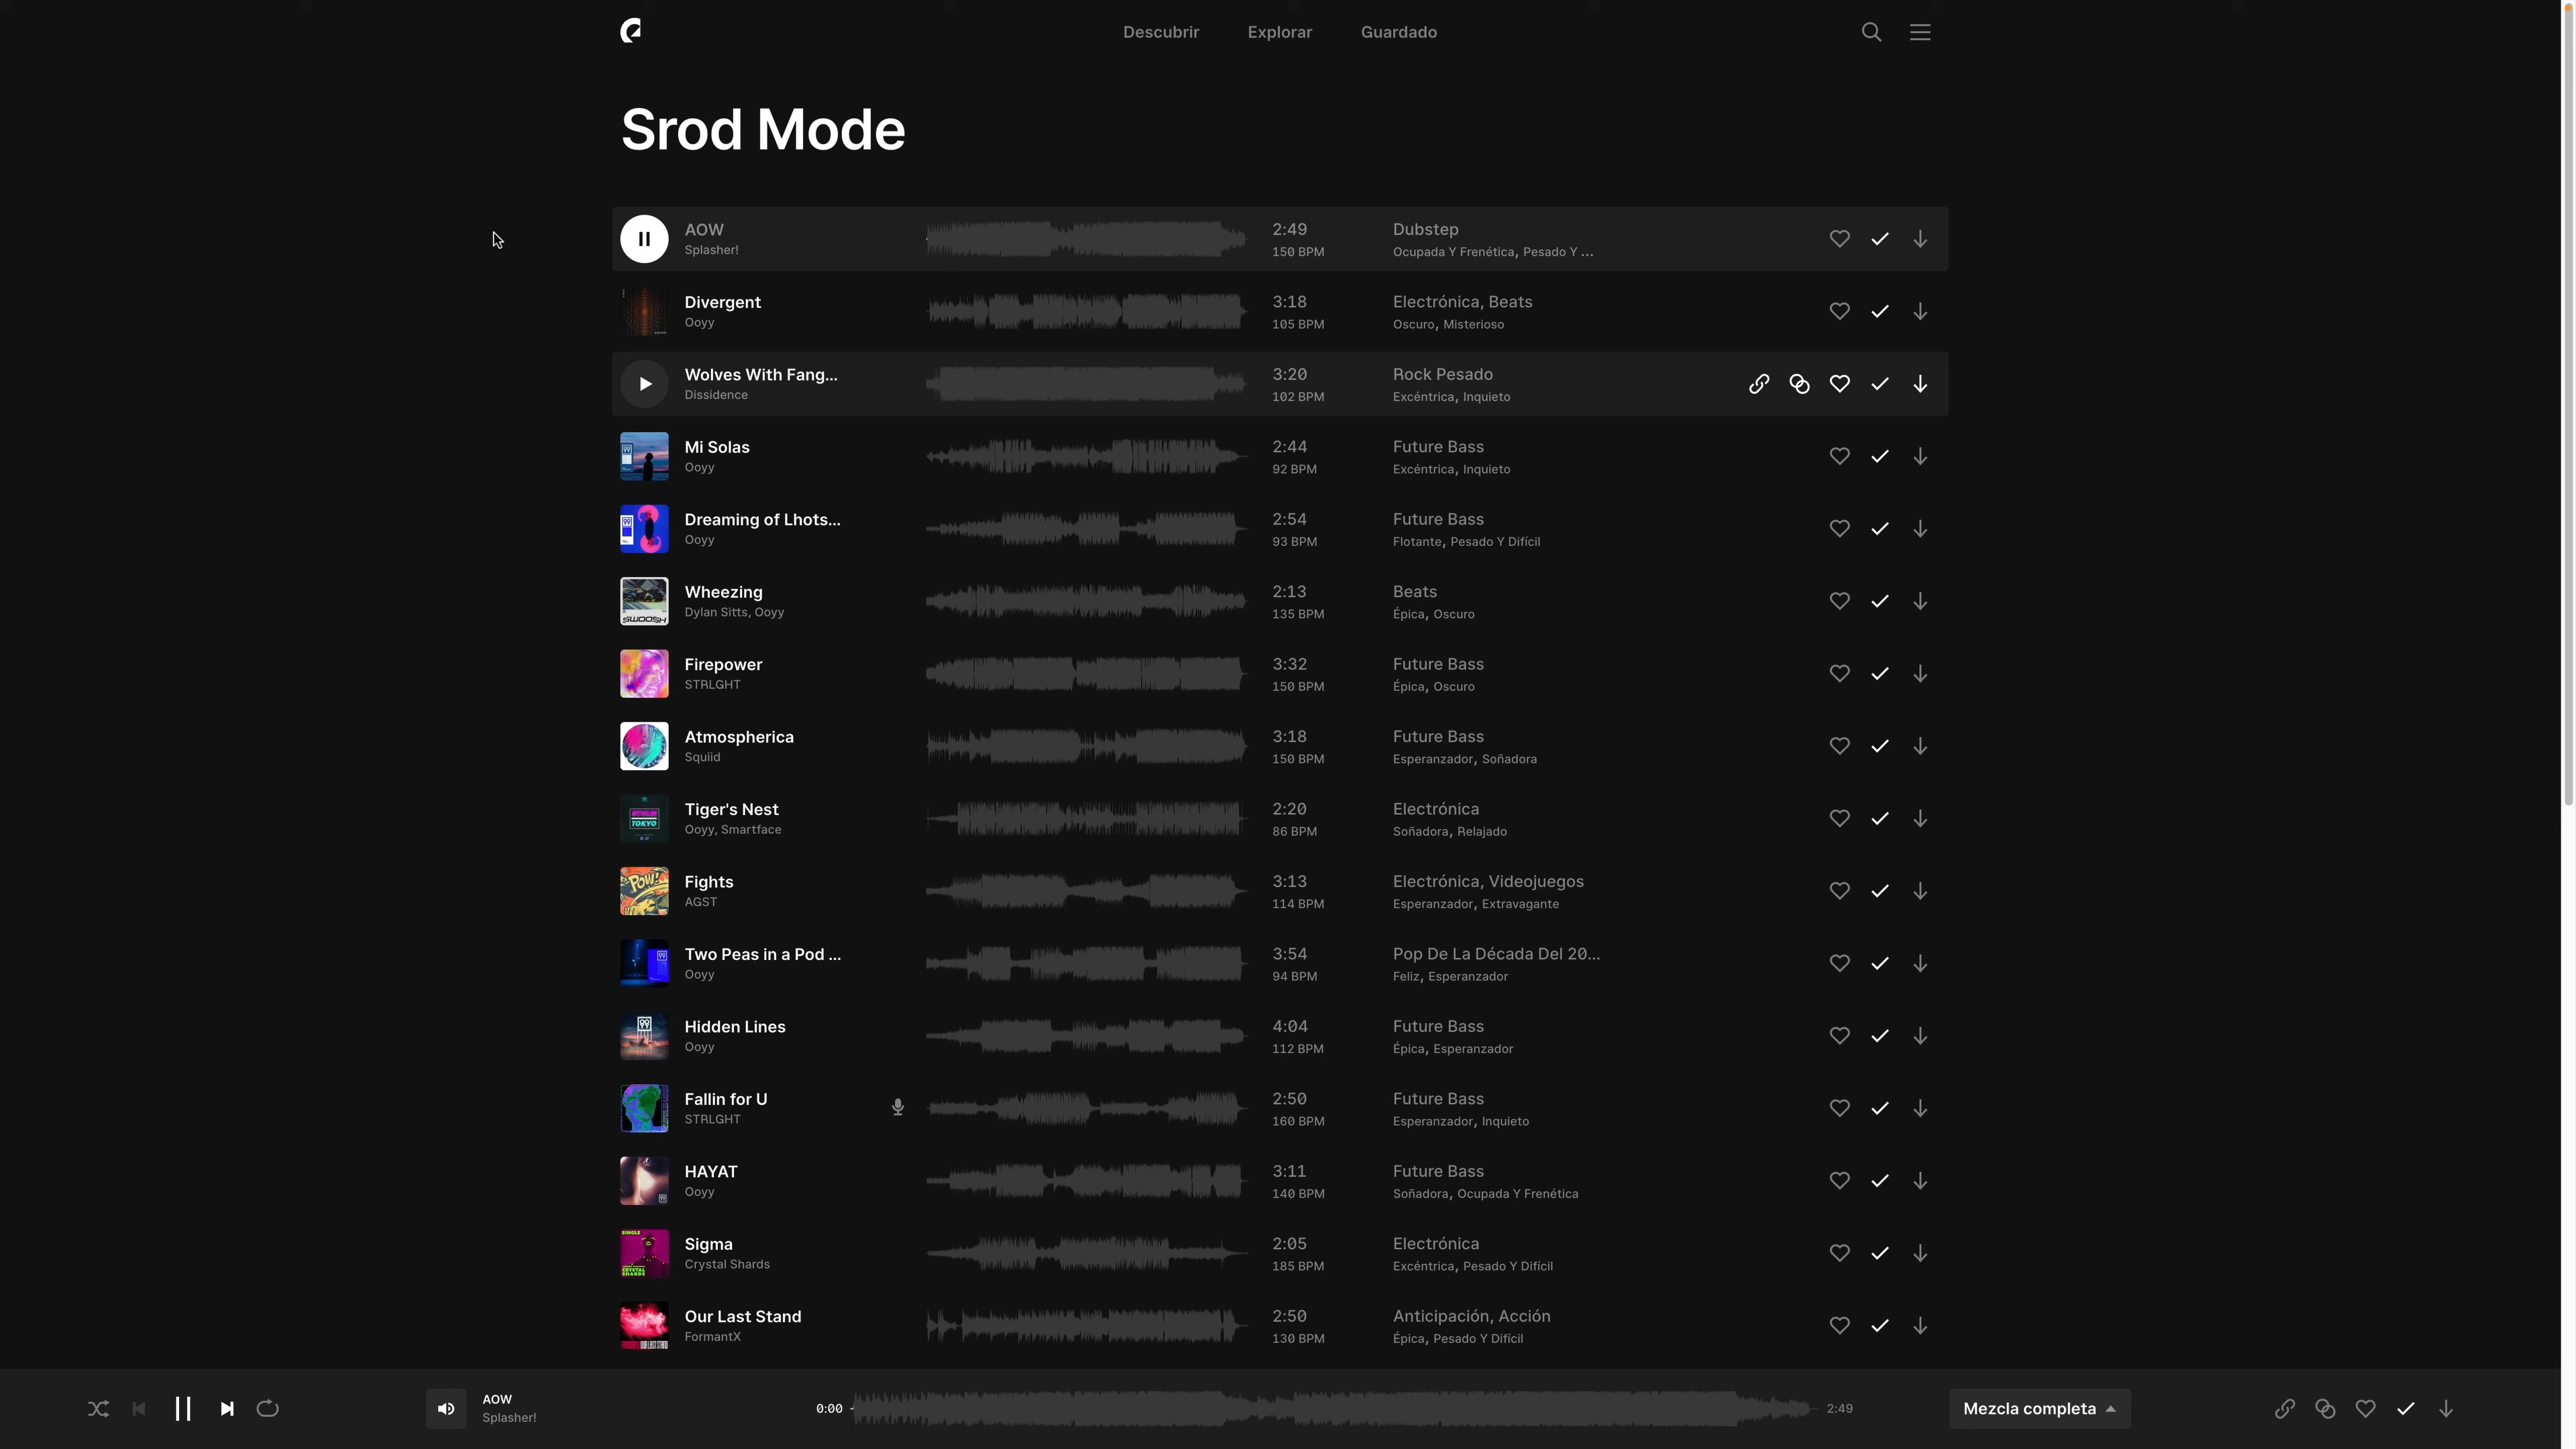 Descubrir Explorar Guardado
Srod Mode
AOW 2:49 Dubstep
Splasher! 150 BPM Ocupada Y Frenética, Pesado Y ...
Divergent 3:18 Electrónica, Beats
Ooyy 105 BPM Oscuro, Misterioso
Wolves With Fang... 3:20 Rock Pesado
Dissidence 102 BPM Excéntrica, Inquieto
Mi Solas 2:44 Future Bass
Ooyy 92 BPM Excéntrica, Inquieto
Dreaming of Lhots... 2:54 Future Bass
Ooyy 93 BPM Flotante, Pesado Y Difícil
Wheezing 2:13 Beats
Dylan Sitts, Ooyy 135 BPM Épica, Oscuro
SWOOSH
Firepower 3:32 Future Bass
STRLGHT 150 BPM Épica, Oscuro
Atmospherica 3:18 Future Bass
Squiid 150 BPM Esperanzador, Soñadora
Tiger's Nest 2:20 Electrónica
TOKYO
Ooyy, Smartface 86 BPM Soñadora, Relajado
Fights 3:13 Electrónica, Videojuegos
POW!
AGST 114 BPM Esperanzador, Extravagante
Two Peas in a Pod ... 3:54 Pop De La Década Del 20...
Ooyy 94 BPM Feliz, Esperanzador
Hidden Lines 4:04 Future Bass
Ooyy 112 BPM Épica, Esperanzador
Fallin for U 2:50 Future Bass
STRLGHT 160 BPM Esperanzador, Inquieto
HAYAT 3:11 Future Bass
Ooyy 140 BPM Soñadora, Ocupada Y Frenética
SINGLE
Sigma 2:05 Electrónica
Crystal Shards 185 BPM Excéntrica, Pesado Y Difícil
CRYSTAL
SHARDS
Our Last Stand 2:50 Anticipación, Acción
FormantX 130 BPM Épica, Pesado Y Difícil
OUR LAST STAND
AOW
Splasher!
0:00 2:49 Mezcla completa